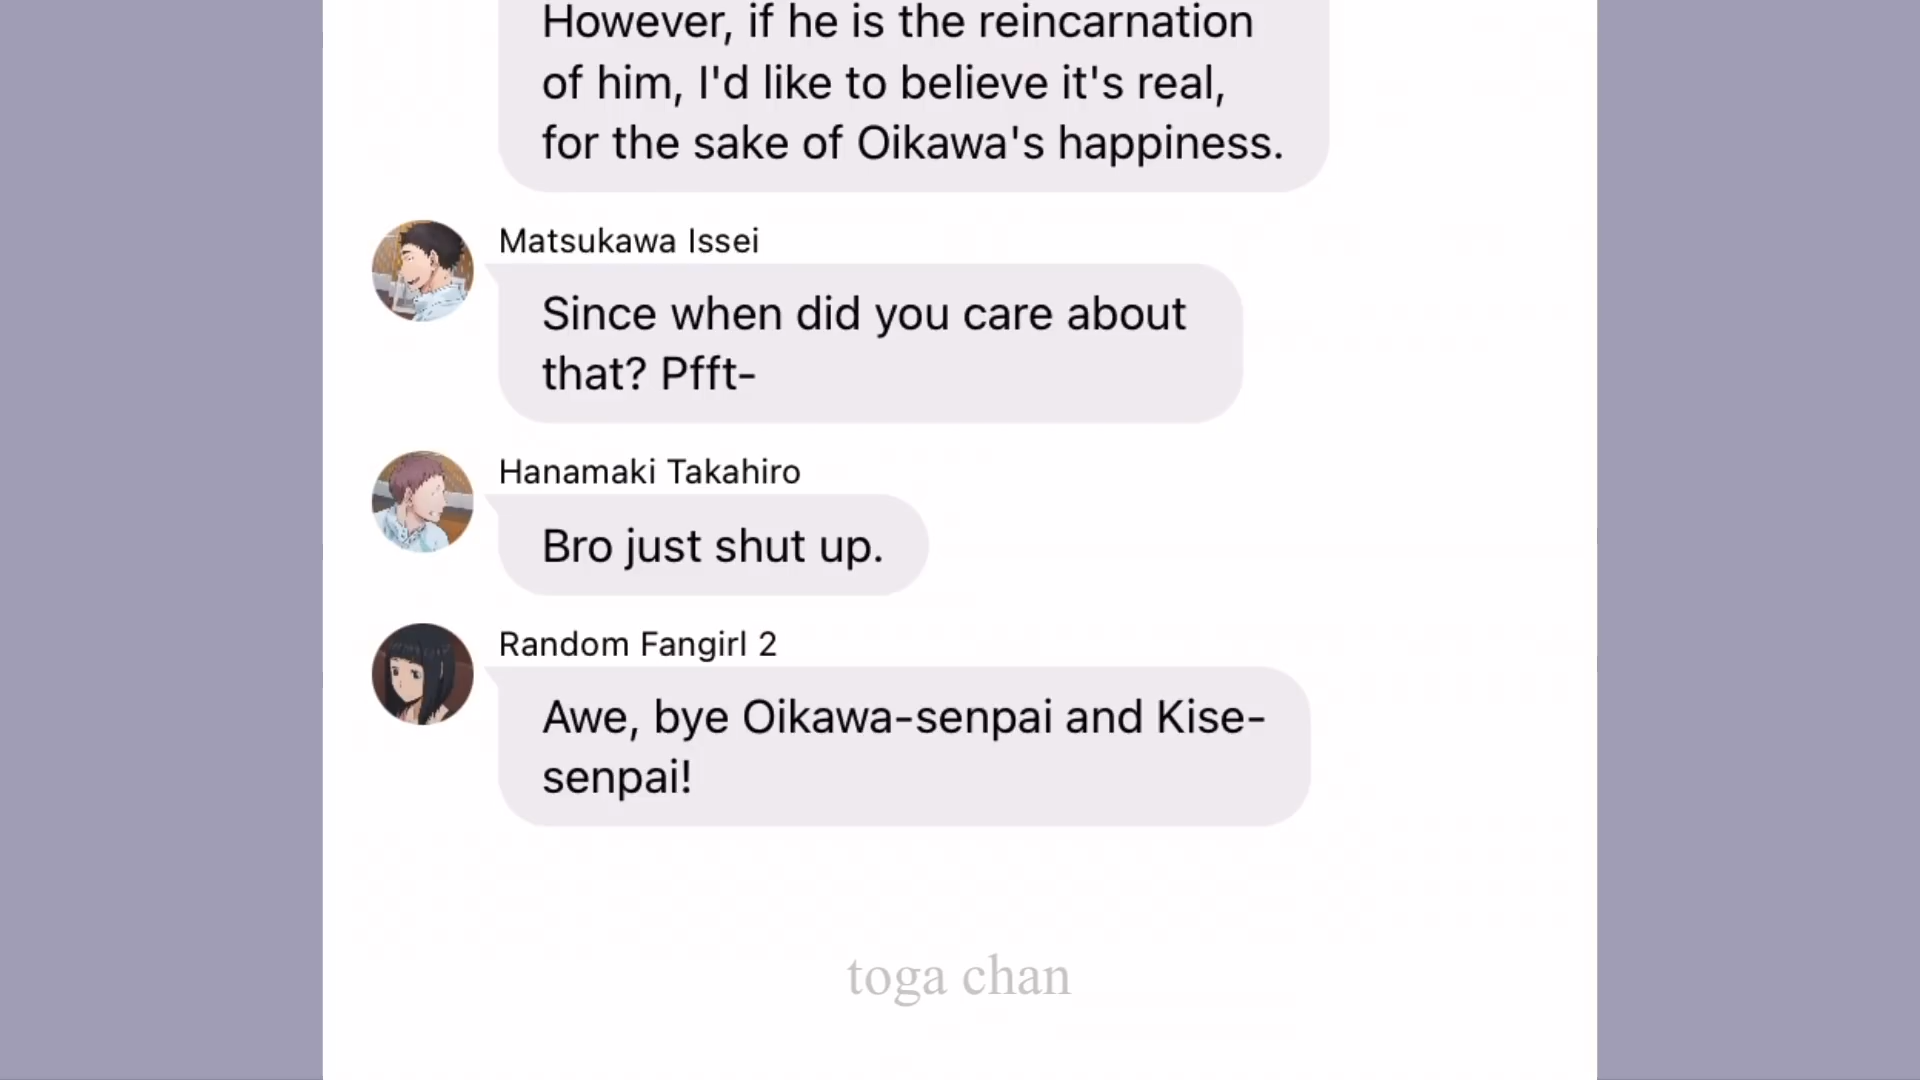 However, if he is the reincarnation
of him, I'd like to believe it's real,
for the sake of Oikawa's happiness.
Matsukawa Issei
Since when did you care about
that? Pfft-
Hanamaki Takahiro
Bro just shut up.
Random Fangirl 2
Awe, bye Oikawa-senpai and Kise-
senpai!
toga chan